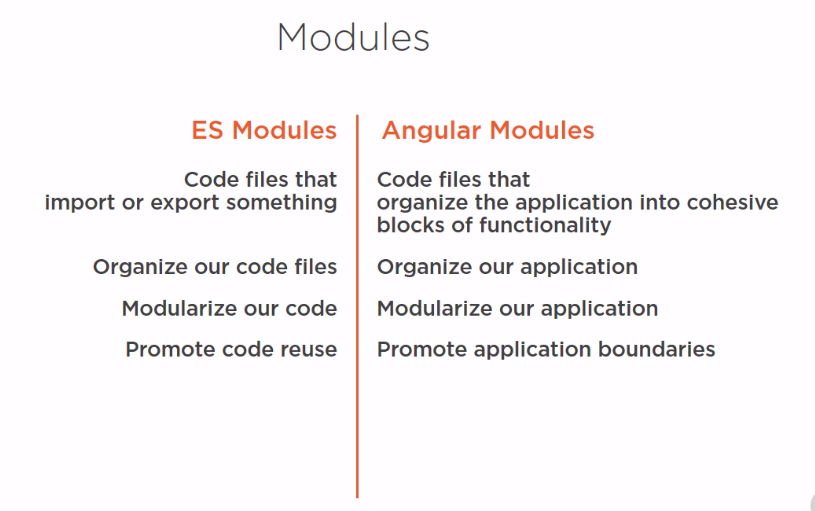 Modules
ES Modules
Code files that
import or export something
Organize our code files
Modularize our code
Promote code reuse
Angular Modules
Code files that
organize the application into cohesive
blocks of functionality
Organize our application
Modularize our application
Promote application boundaries